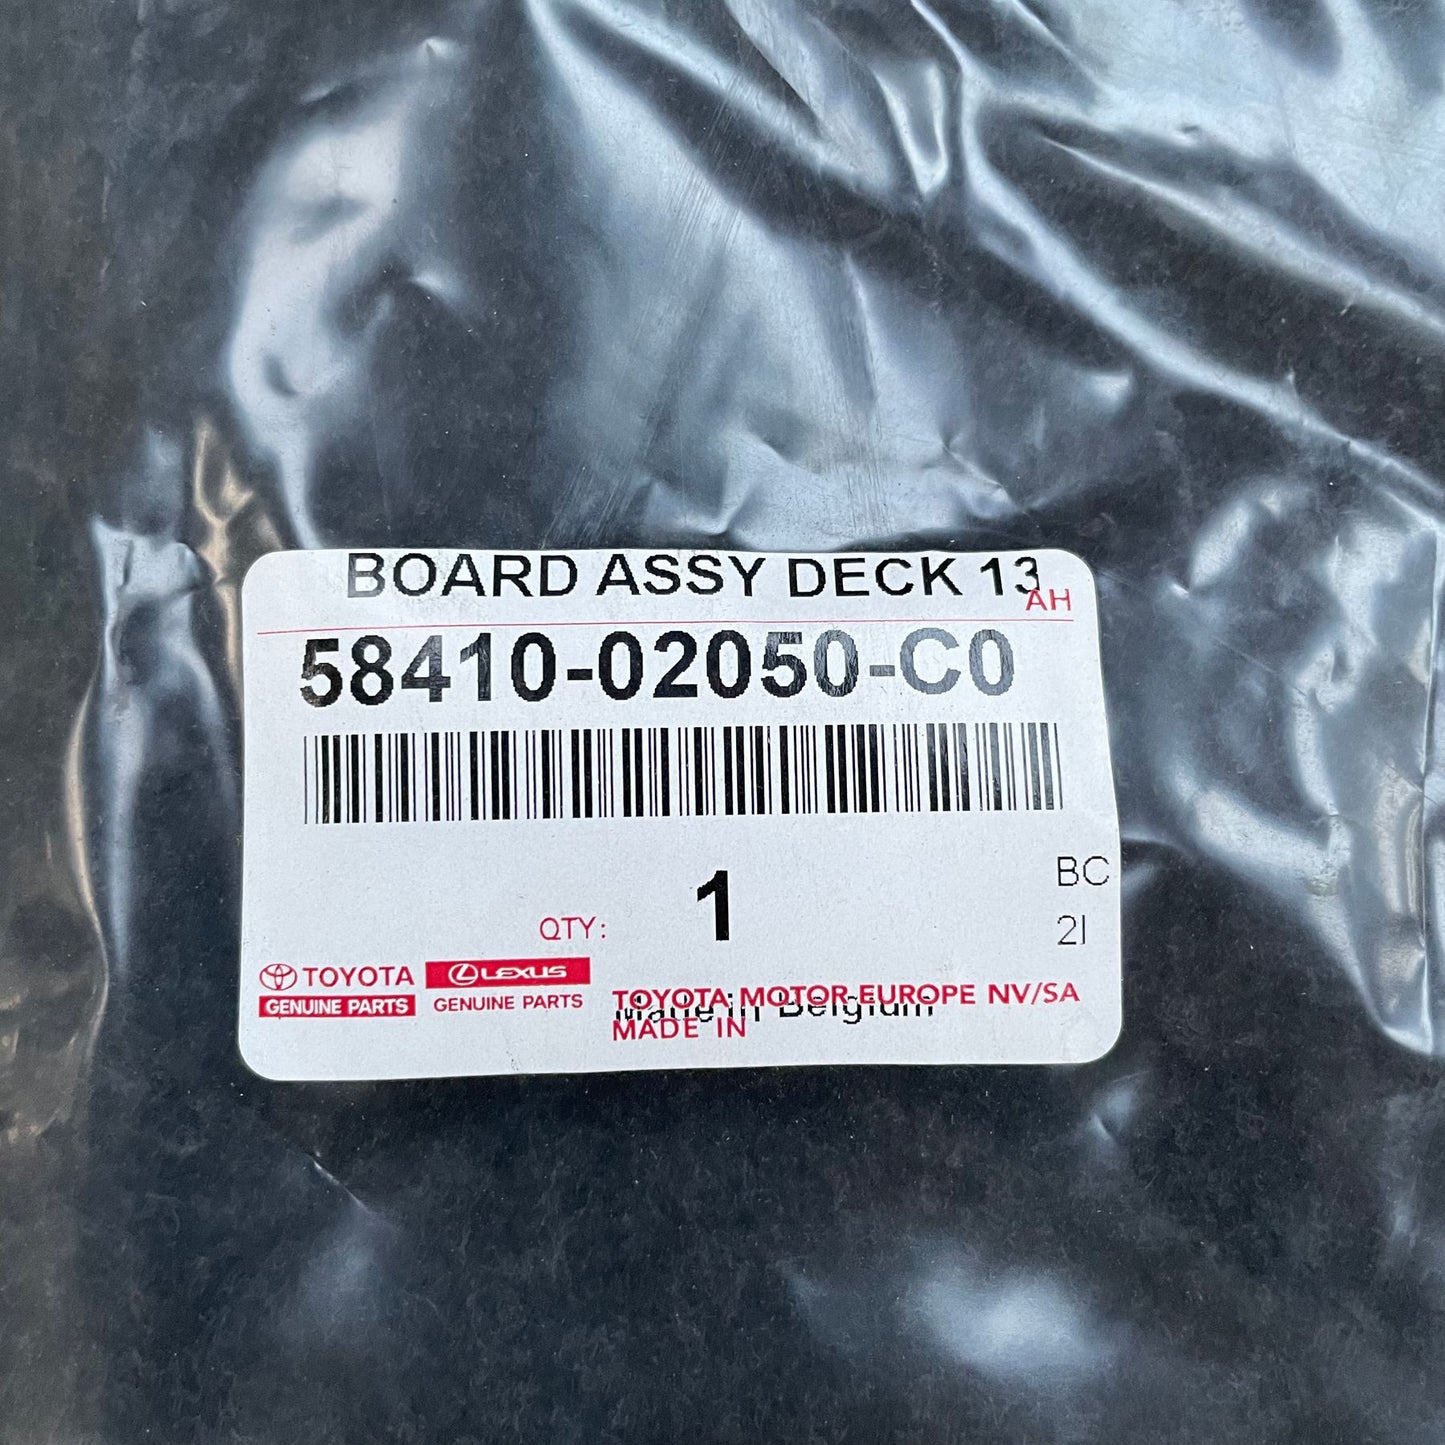 BOARD ASSY DECK 13
AH
58410-02050-C0
BC
QTY: 1
2I
TOYOTA LEXUS
GENUINE PARTS GENUINE PARTS
TOYOTA MOTOR EUROPE NV/SA
Made in Belgium
MADE IN